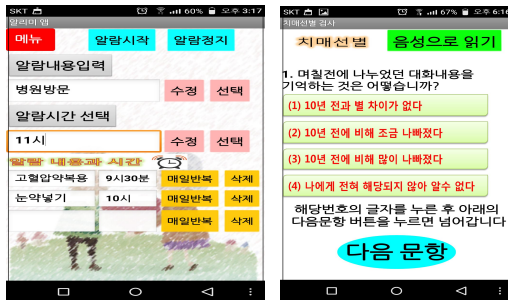 SKT 60% 오후 3:17
알리미 앱
메뉴 알람시작 알람정지
알람내용입력
병원방문 수정 선택
알람시간 선택
11시 수정 선택
알람 내용과 시간
고혈압약복용 9시30분 매일반복 삭제
눈약넣기 10시 매일반복 삭제
매일반복 삭제
SKT 67% 오후 6:16
치매선별 검사
치매선별 음성으로 읽기
1. 며칠전에 나누었던 대화내용을
기억하는 것은 어떻습니까?
(1) 10년 전과 별 차이가 없다
(2) 10년 전에 비해 조금 나빠졌다
(3) 10년 전에 비해 많이 나빠졌다
(4) 나에게 전혀 해당되지 않아 알수 없다
해당번호의 글자를 누른 후 아래의
다음문항 버튼을 누르면 넘어갑니다
다음 문항